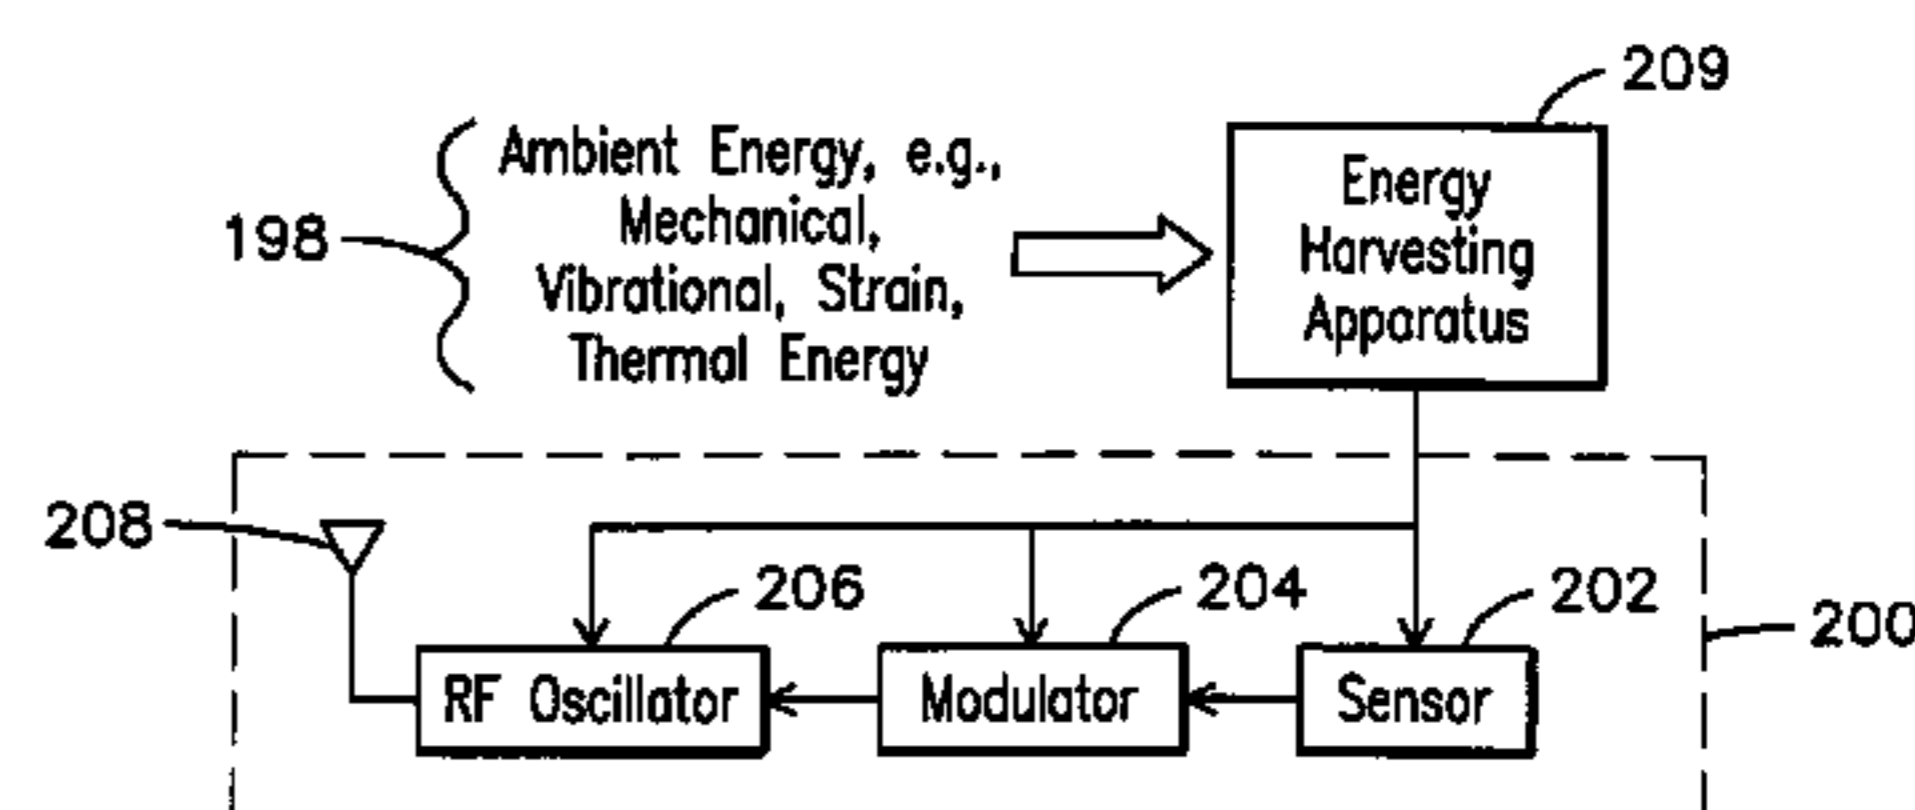 209
Ambient Energy, e.g.,
Mechanical,
Vibrational, Strain,
Thermal Energy
198
Energy
Harvesting
Apparatus
208
206
204
202
200
RF Oscillator
Modulator
Sensor